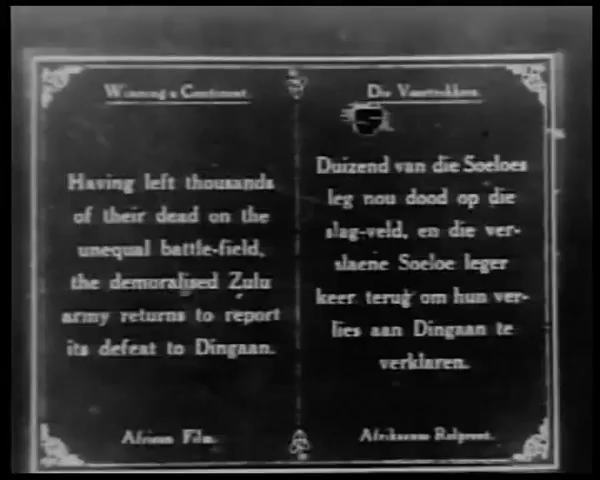 Winning a Continent.
Having left thousands
of their dead on the
unequal battle-field,
the demoralised Zulu
army returns to report
its defeat to Dingaan.
African Film.
Die Voortrekkers.
Duizend van die Soeloes
leg nou dood op die
slag-veld, en die ver-
slaene Soeloe leger
keer terug om hun ver-
lies aan Dingaan te
verklaren.
Afrikaanse Rolprent.